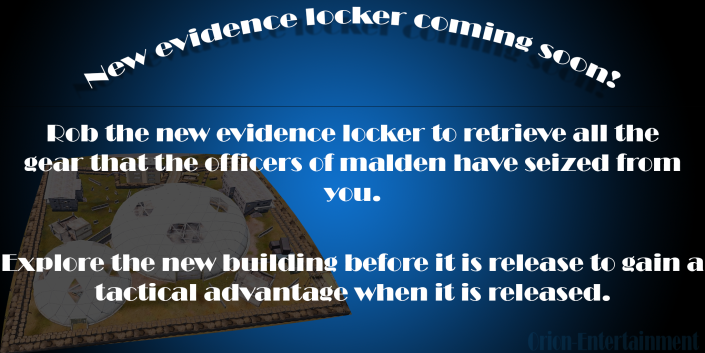 New evidence locker coming soon!
Rob the new evidence locker to retrieve all the
gear that the officers of malden have seized from
you.
Explore the new building before it is release to gain a
tactical advantage when it is released.
Orion-Entertainment